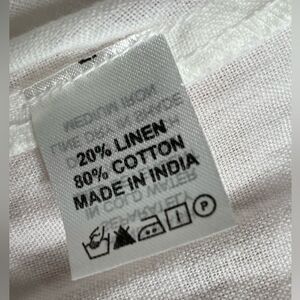 20% LINEN
80% COTTON
MADE IN INDIA
P